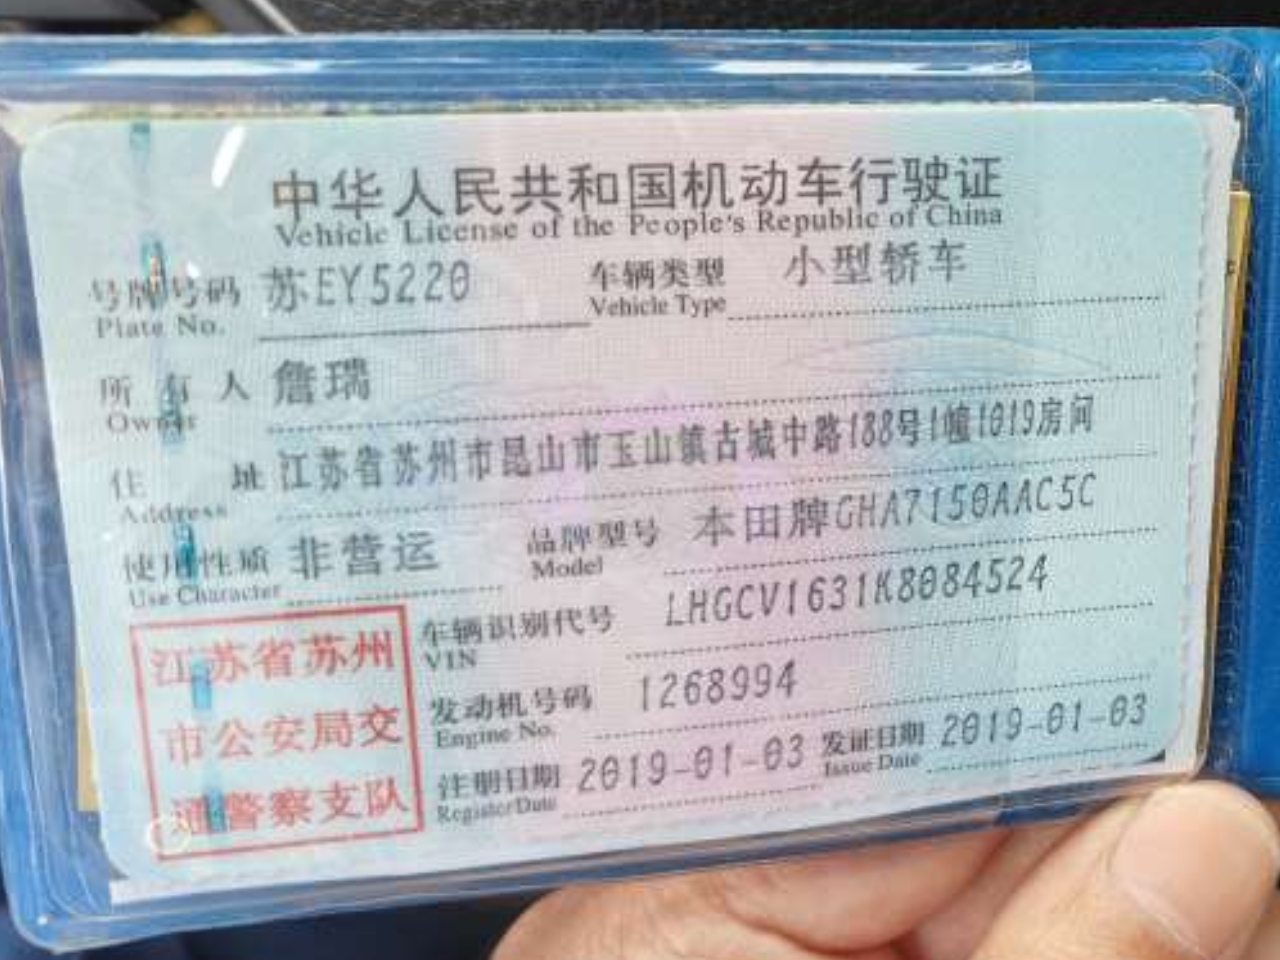 中华人民共和国机动车行驶证
Vehicle License of the People's Republic of China
号牌号码 苏EY5220 车辆类型 小型轿车
Plate No. Vehicle Type
所有人 詹瑞
Owner
住址 江苏省苏州市昆山市玉山镇古城中路188号1幢1019房间
Address
使用性质 非营运 品牌型号 本田牌GHA7150AAC5C
Use Character Model
车辆识别代号 LHGCV1631K8084524
VIN
发动机号码 1268994
Engine No.
注册日期 2019-01-03 发证日期 2019-01-03
Register Date Issue Date
江苏省苏州
市公安局交
通警察支队